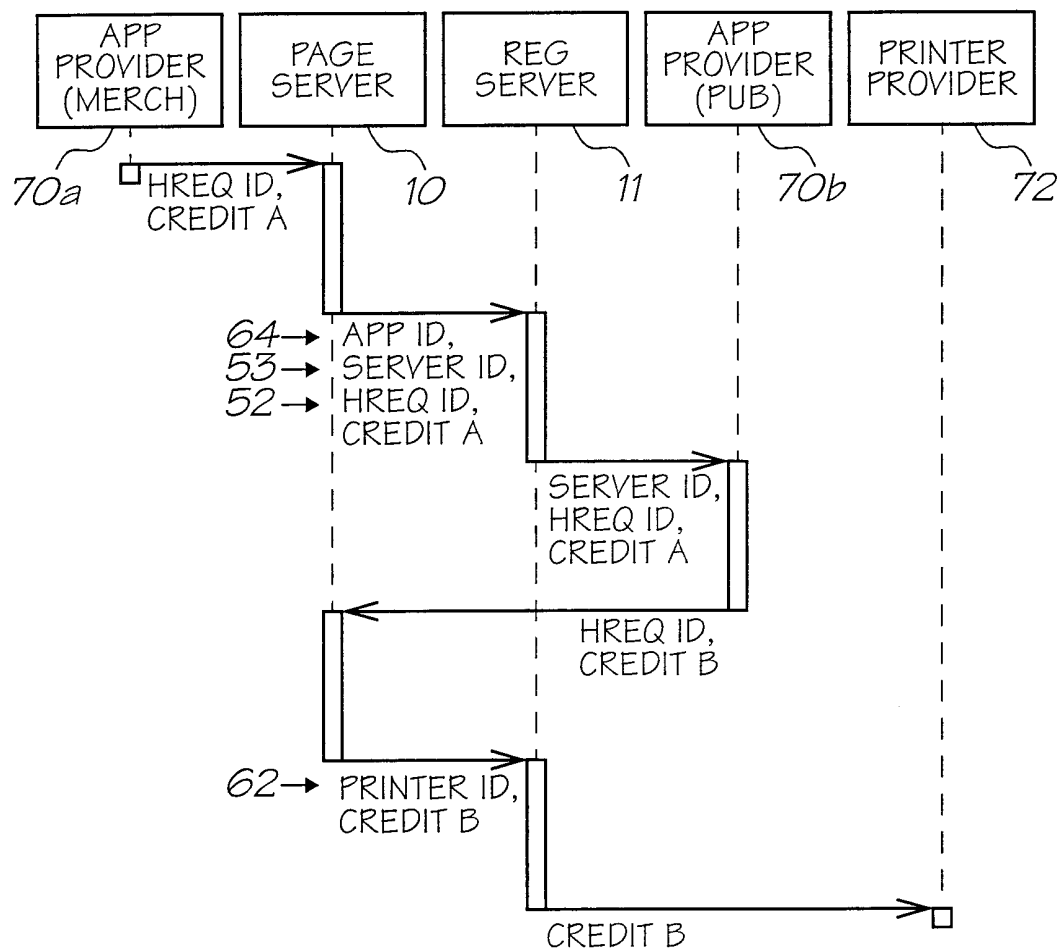 APP
PROVIDER
(MERCH)
PAGE
SERVER
REG
SERVER
APP
PROVIDER
(PUB)
PRINTER
PROVIDER
70a
10
11
70b
72
HREQ ID,
CREDIT A
64
APP ID,
53
SERVER ID,
52
HREQ ID,
CREDIT A
SERVER ID,
HREQ ID,
CREDIT A
HREQ ID,
CREDIT B
62
PRINTER ID,
CREDIT B
CREDIT B